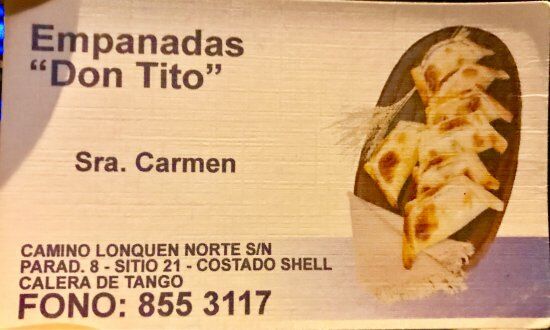 Empanadas
“Don Tito”
Sra. Carmen
CAMINO LONQUEN NORTE S/N
PARAD. 8 - SITIO 21 - COSTADO SHELL
CALERA DE TANGO
FONO: 855 3117